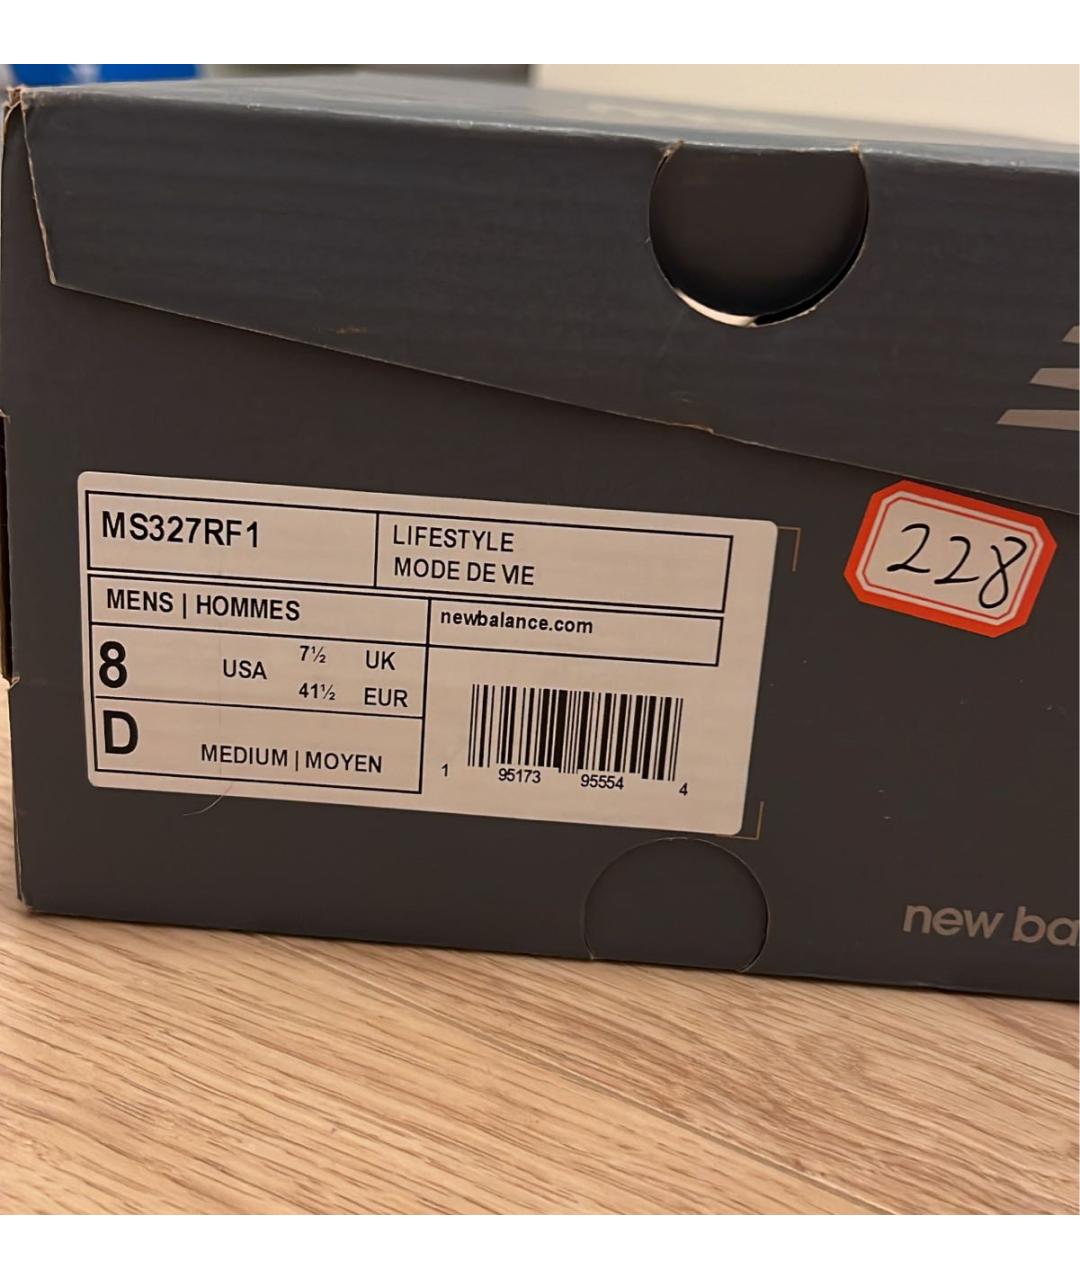 MS327RF1
LIFESTYLE
MODE DE VIE
MENS | HOMMES
newbalance.com
8
USA
7½ UK
41½ EUR
D
MEDIUM | MOYEN
1 95173 95554 4
228
new ba